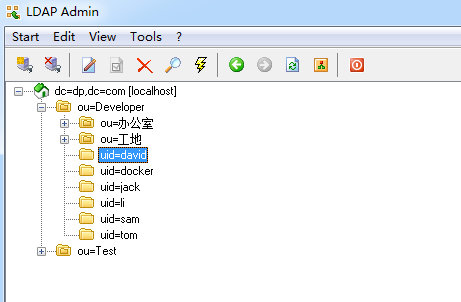 LDAP Admin
Start Edit View Tools ?
dc=dp,dc=com [localhost]
ou=Developer
ou=办公室
ou=工地
uid=david
uid=docker
uid=jack
uid=li
uid=sam
uid=tom
ou=Test